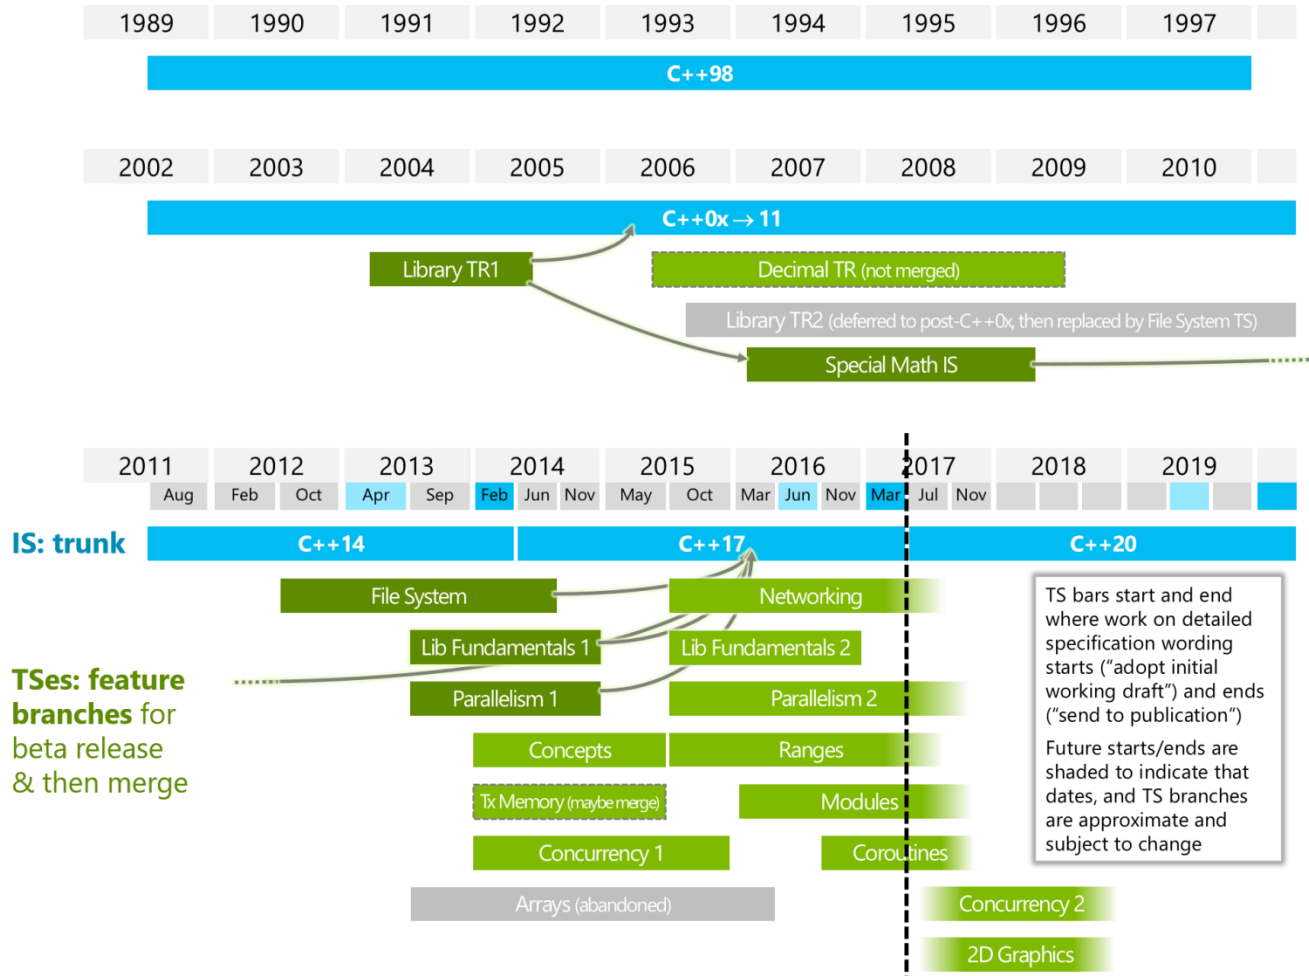 1989 1990 1991 1992 1993 1994 1995 1996 1997
C++98
2002 2003 2004 2005 2006 2007 2008 2009 2010
C++0x → 11
Library TR1 Decimal TR (not merged)
Library TR2 (deferred to post-C++0x, then replaced by File System TS)
Special Math IS
2011 2012 2013 2014 2015 2016 2017 2018 2019
Aug Feb Oct Apr Sep Feb Jun Nov May Oct Mar Jun Nov Mar Jul Nov
IS: trunk C++14 C++17 C++20
File System Networking
Lib Fundamentals 1 Lib Fundamentals 2
Parallelism 1 Parallelism 2
Concepts Ranges
Tx Memory (maybe merge) Modules
Concurrency 1 Coroutines
Arrays (abandoned) Concurrency 2
2D Graphics
TSes: feature
branches for
beta release
& then merge
TS bars start and end
where work on detailed
specification wording
starts (“adopt initial
working draft”) and ends
(“send to publication”)
Future starts/ends are
shaded to indicate that
dates, and TS branches
are approximate and
subject to change